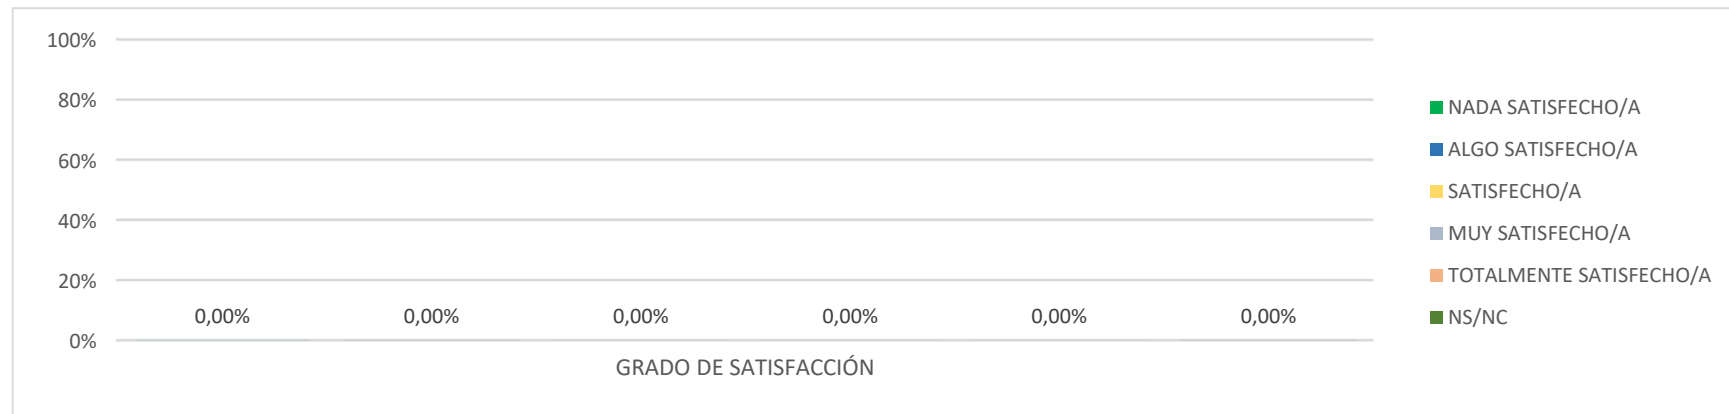 100%
80%
60%
40%
20%
0%
0,00% 0,00% 0,00% 0,00% 0,00% 0,00%
GRADO DE SATISFACCIÓN
NADA SATISFECHO/A
ALGO SATISFECHO/A
SATISFECHO/A
MUY SATISFECHO/A
TOTALMENTE SATISFECHO/A
NS/NC